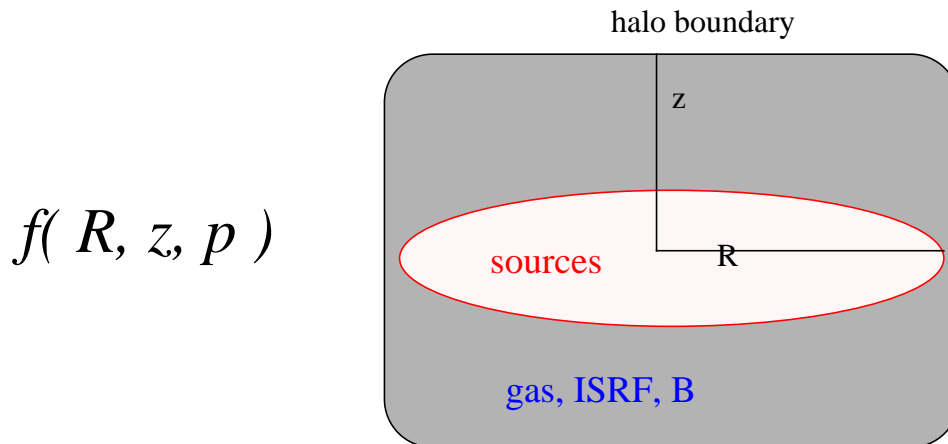 halo boundary
z
f( R, z, p )
sources
R
gas, ISRF, B